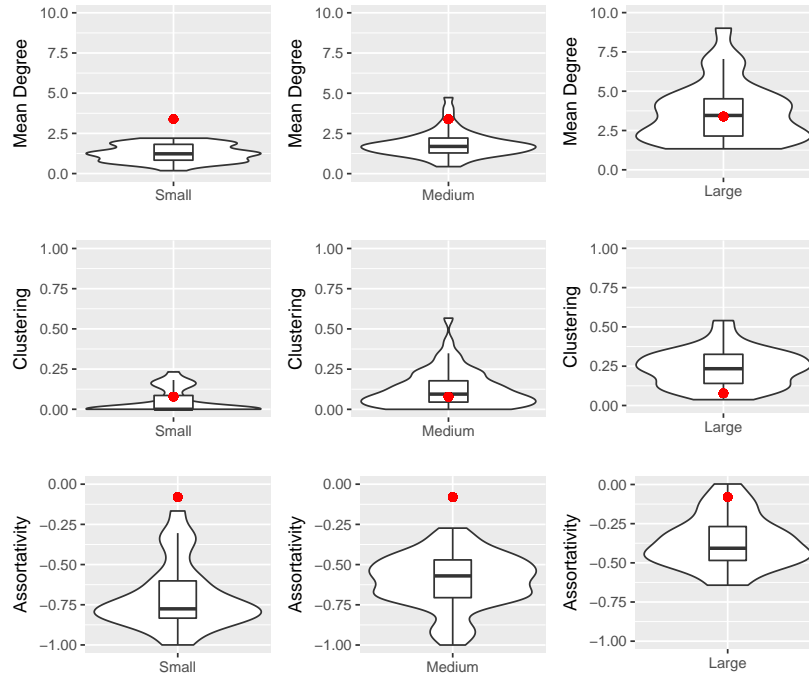 Mean Degree
10.0
7.5
5.0
2.5
0.0
Small
Mean Degree
10.0
7.5
5.0
2.5
0.0
Medium
Mean Degree
10.0
7.5
5.0
2.5
0.0
Large
Clustering
1.00
0.75
0.50
0.25
0.00
Small
Clustering
1.00
0.75
0.50
0.25
0.00
Medium
Clustering
1.00
0.75
0.50
0.25
0.00
Large
Assortativity
0.00
−0.25
−0.50
−0.75
−1.00
Small
Assortativity
0.00
−0.25
−0.50
−0.75
−1.00
Medium
Assortativity
0.00
−0.25
−0.50
−0.75
−1.00
Large